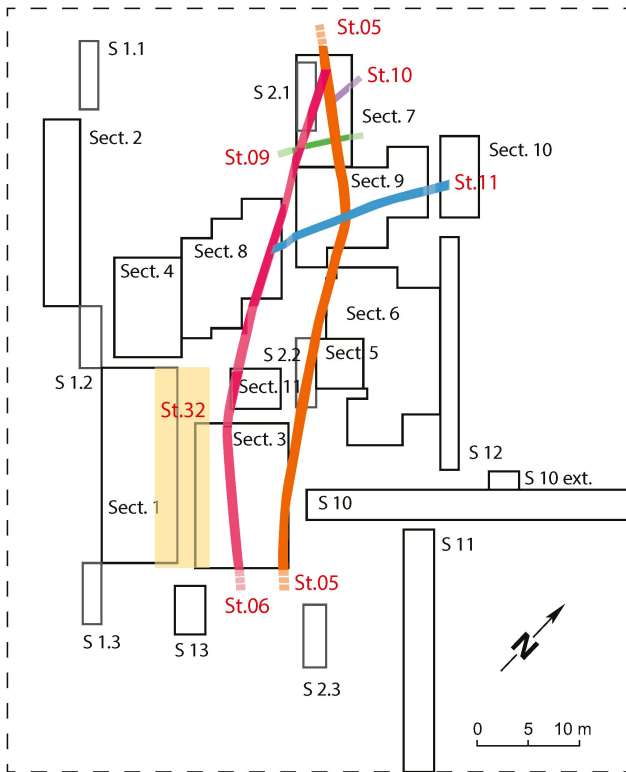 St.05
S 1.1
St.10
S 2.1
Sect. 7
Sect. 2
St.09
Sect. 10
Sect. 9
St.11
Sect. 8
Sect. 4
Sect. 6
S 2.2
Sect. 5
S 1.2
Sect. 11
St.32
Sect. 3
S 12
S 10 ext.
Sect. 1
S 10
S 11
St.05
St.06
S 1.3
S 13
S 2.3
N
0 5 10 m